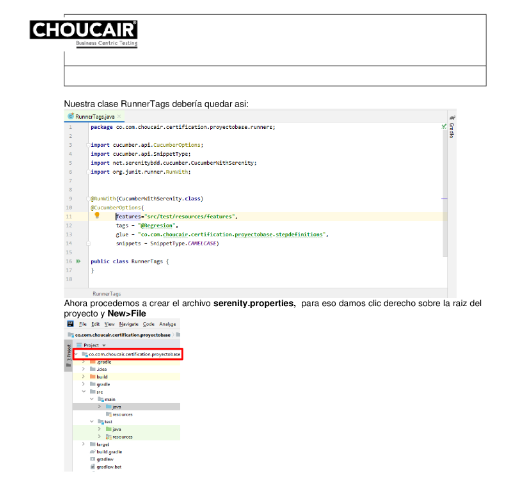 CHOUCAIR
Business Centric Testing
Nuestra clase RunnerTags debería quedar asi:
RunnerTags.java
1 package co.com.choucair.certification.proyectobase.runners;
2
3 import cucumber.api.CucumberOptions;
4 import cucumber.api.SnippetType;
5 import net.serenitybdd.cucumber.CucumberWithSerenity;
6 import org.junit.runner.RunWith;
7
8
9 @RunWith(CucumberWithSerenity.class)
10 @CucumberOptions(
11 features="src/test/resources/features",
12 tags = "@Regresion",
13 glue = "co.com.choucair.certification.proyectobase.stepdefinitions",
14 snippets = SnippetType.CAMELCASE)
15
16 public class RunnerTags {
17 }
18
Gradle
RunnerTags
Ahora procedemos a crear el archivo serenity.properties, para eso damos clic derecho sobre la raiz del
proyecto y New>File
File Edit View Navigate Code Analyze
co.com.choucair.certification.proyectobase
Project
1: Project
co.com.choucair.certification.proyectobase
.gradle
.idea
build
gradle
src
main
java
resources
test
java
resources
target
build.gradle
gradlew
gradlew.bat